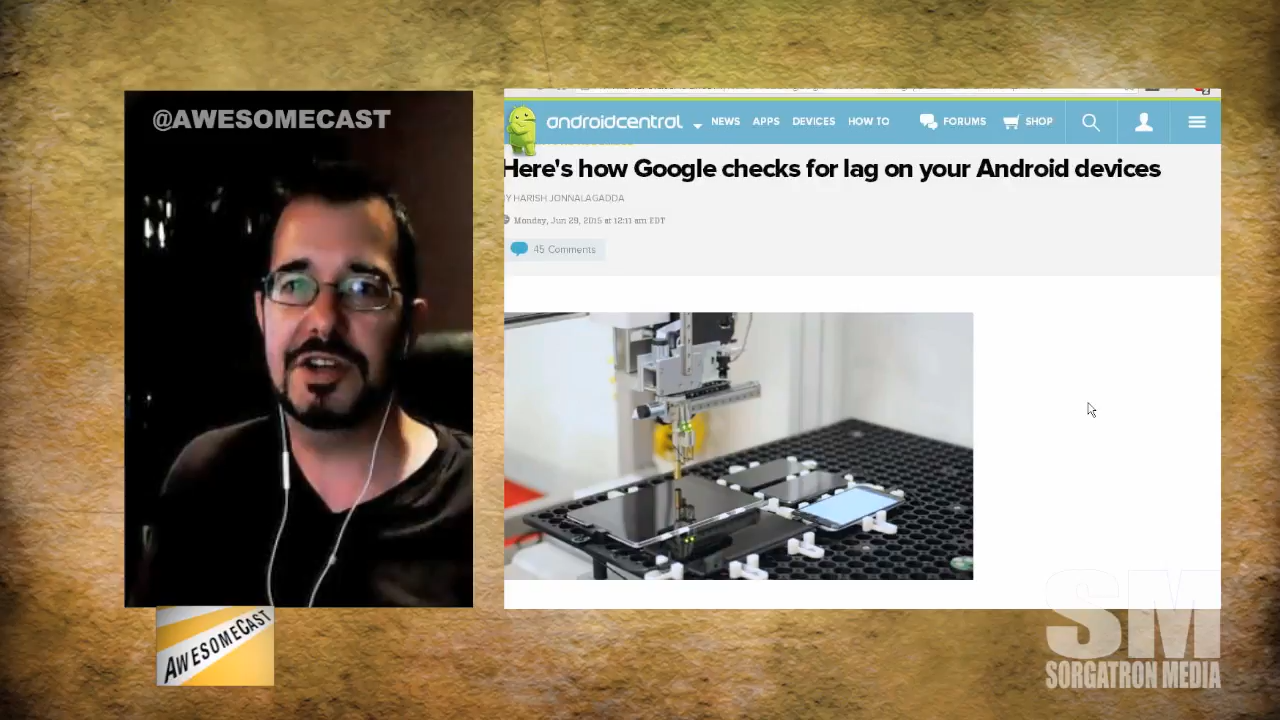 @AWESOMECAST
androidcentral NEWS APPS DEVICES HOW TO FORUMS SHOP
Here's how Google checks for lag on your Android devices
Y HARISH JONNALAGADDA
Monday, Jun 29, 2015 at 12:11 am EDT
45 Comments
AWESOMECAST
SM
SORGATRON MEDIA